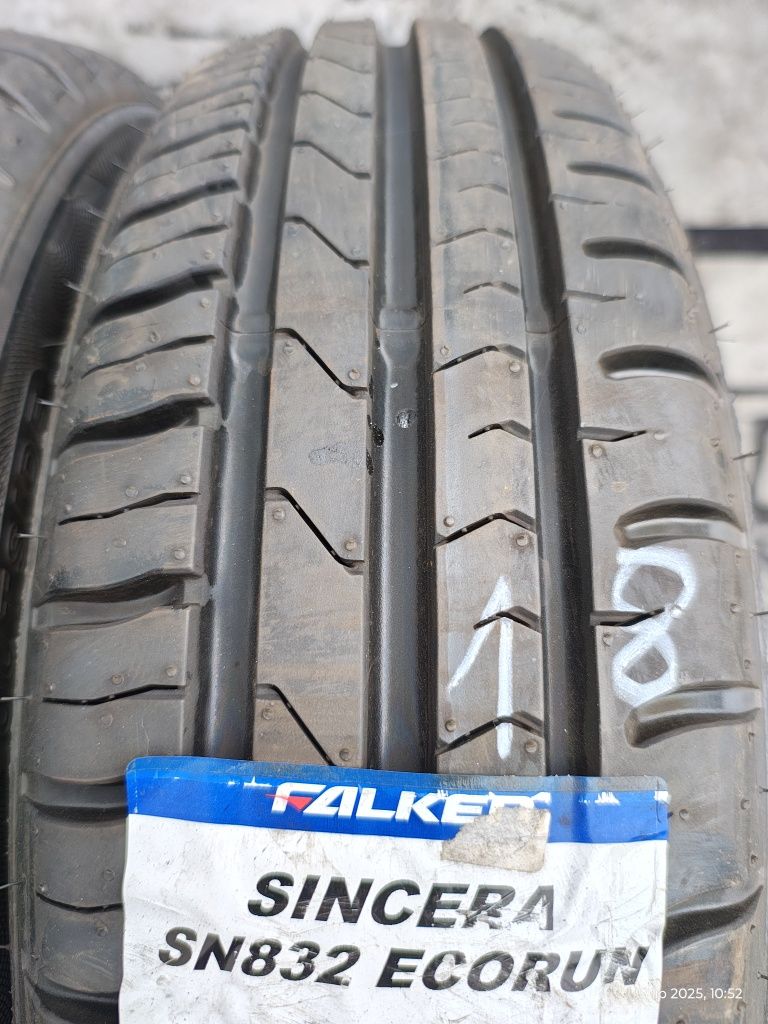 18
FALKEN
SINCERA
SN832 ECORUN
2025, 10:52